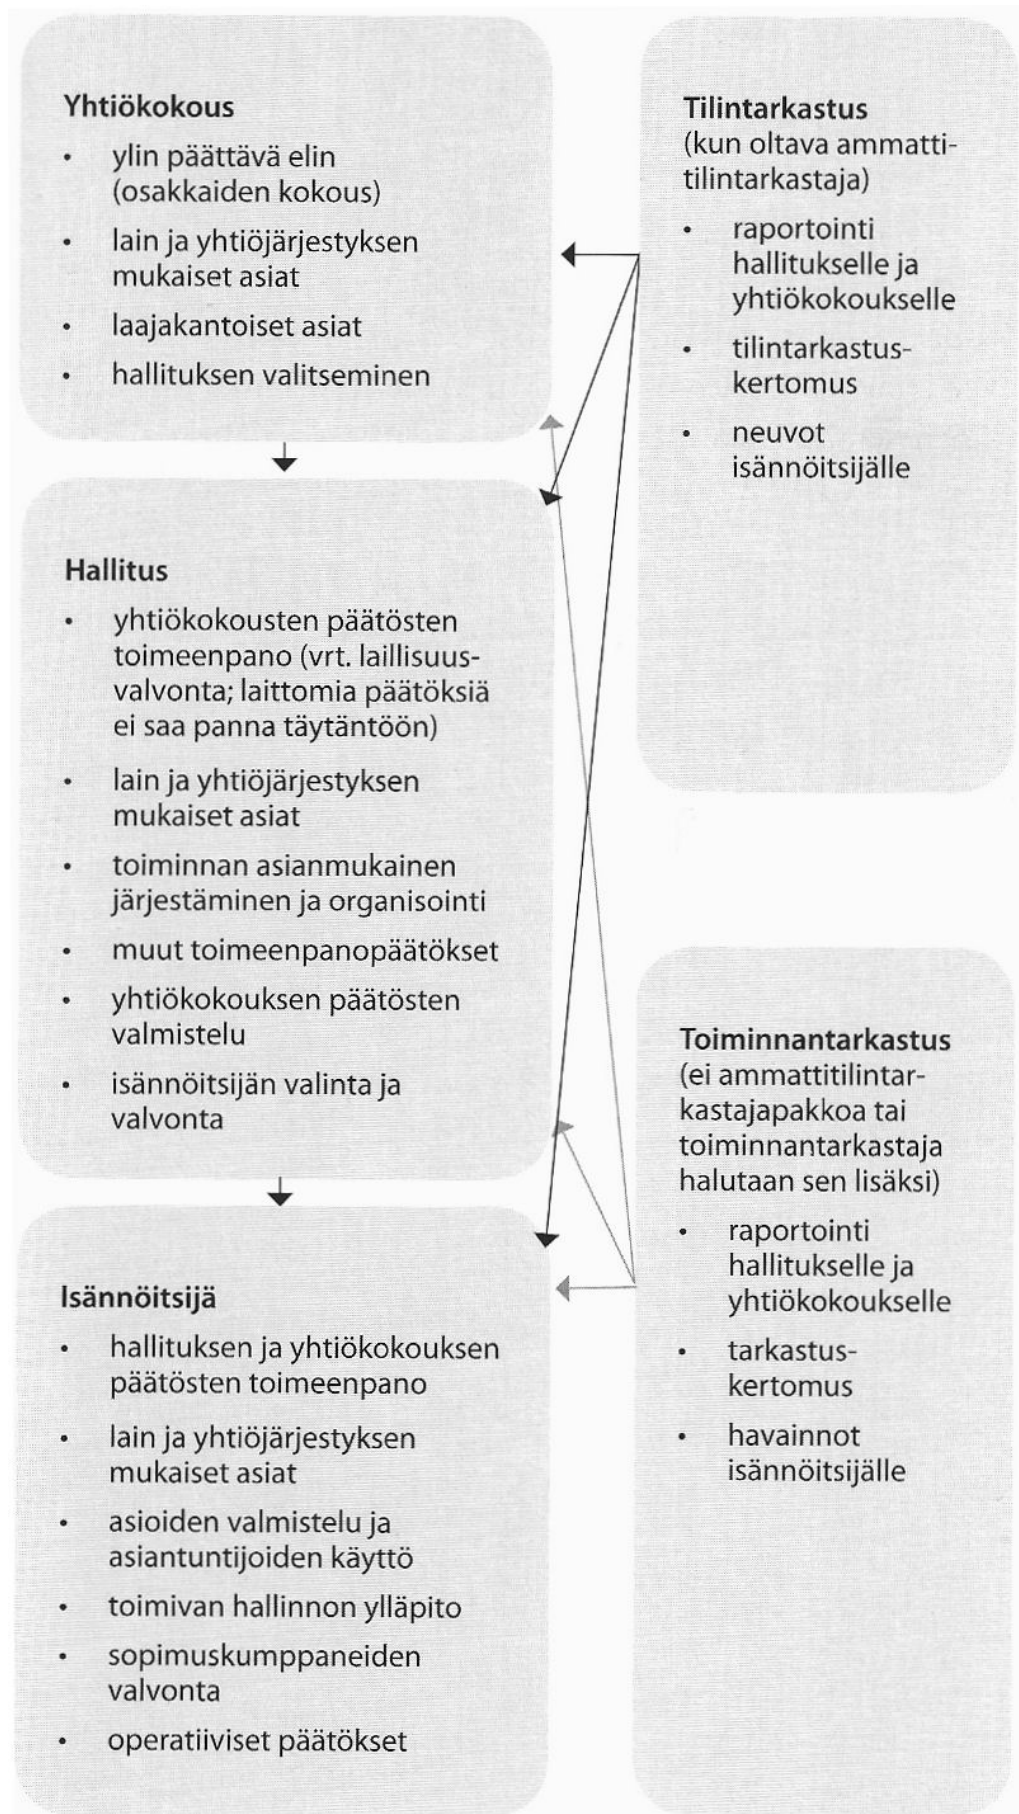 Yhtiökokous
• ylin päättävä elin
(osakkaiden kokous)
• lain ja yhtiöjärjestyksen
mukaiset asiat
• laajakantoiset asiat
• hallituksen valitseminen
Hallitus
• yhtiökokousten päätösten
toimeenpano (vrt. laillisuus-
valvonta; laittomia päätöksiä
ei saa panna täytäntöön)
• lain ja yhtiöjärjestyksen
mukaiset asiat
• toiminnan asianmukainen
järjestäminen ja organisointi
• muut toimeenpanopäätökset
• yhtiökokouksen päätösten
valmistelu
• isännöitsijän valinta ja
valvonta
Isännöitsijä
• hallituksen ja yhtiökokouksen
päätösten toimeenpano
• lain ja yhtiöjärjestyksen
mukaiset asiat
• asioiden valmistelu ja
asiantuntijoiden käyttö
• toimivan hallinnon ylläpito
• sopimuskumppaneiden
valvonta
• operatiiviset päätökset
Tilintarkastus
(kun oltava ammatti-
tilintarkastaja)
• raportointi
hallitukselle ja
yhtiökokoukselle
• tilintarkastus-
kertomus
• neuvot
isännöitsijälle
Toiminnantarkastus
(ei ammattitilintar-
kastajapakkoa tai
toiminnantarkastaja
halutaan sen lisäksi)
• raportointi
hallitukselle ja
yhtiökokoukselle
• tarkastus-
kertomus
• havainnot
isännöitsijälle